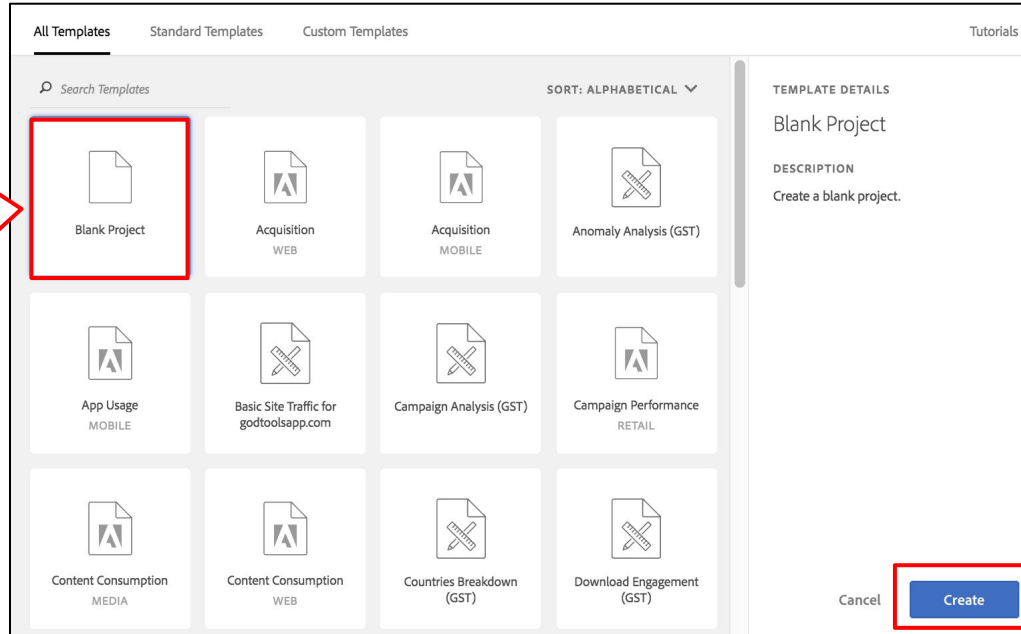 All Templates Standard Templates Custom Templates Tutorials
Search Templates SORT: ALPHABETICAL
Blank Project
Acquisition
WEB
Acquisition
MOBILE
Anomaly Analysis (GST)
App Usage
MOBILE
Basic Site Traffic for
godtoolsapp.com
Campaign Analysis (GST)
Campaign Performance
RETAIL
Content Consumption
MEDIA
Content Consumption
WEB
Countries Breakdown
(GST)
Download Engagement
(GST)
TEMPLATE DETAILS
Blank Project
DESCRIPTION
Create a blank project.
Cancel Create